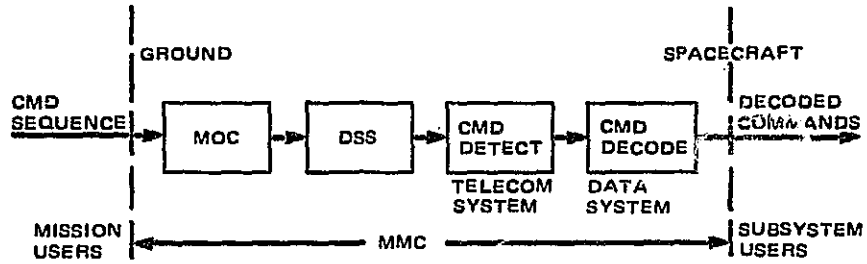 GROUND
SPACECRAFT
CMD
SEQUENCE
MOC
DSS
CMD
DETECT
CMD
DECODE
DECODED
COMMANDS
TELECOM
SYSTEM
DATA
SYSTEM
MISSION
USERS
MMC
SUBSYSTEM
USERS